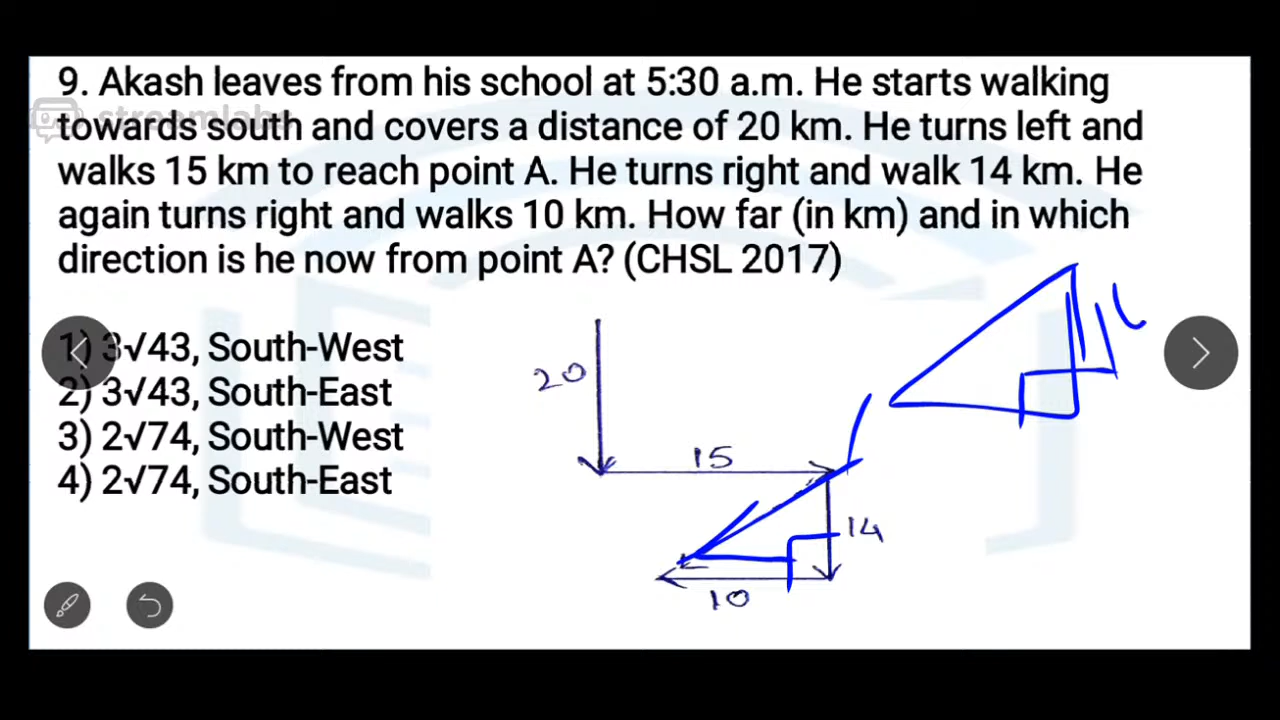 9. Akash leaves from his school at 5:30 a.m. He starts walking
streamlabs
towards south and covers a distance of 20 km. He turns left and
walks 15 km to reach point A. He turns right and walk 14 km. He
again turns right and walks 10 km. How far (in km) and in which
direction is he now from point A? (CHSL 2017)
1) 3√43, South-West
2) 3√43, South-East
3) 2√74, South-West
4) 2√74, South-East
20
15
14
10